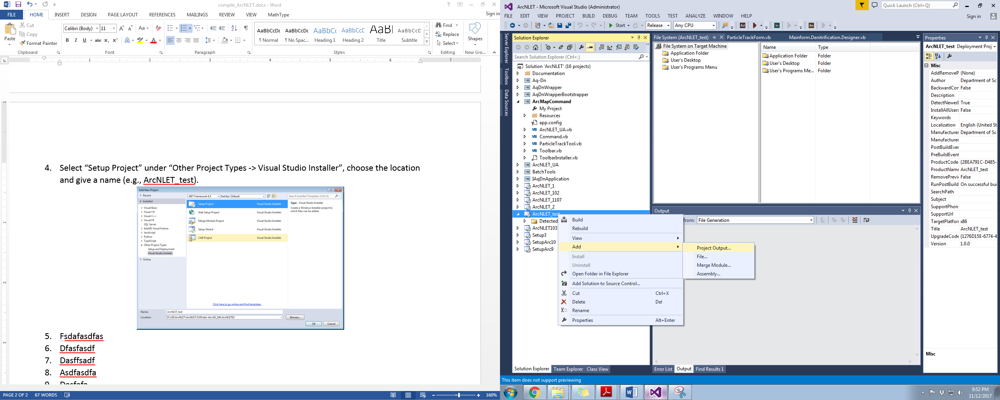 compile_ArcNLET.docx - Word
FILE HOME INSERT DESIGN PAGE LAYOUT REFERENCES MAILINGS REVIEW VIEW MathType Sign in
Paste Cut Copy Format Painter
Calibri (Body) 11
AaBbCcDc AaBbCcDc AaBbC AaBbCcD AaBl AaBbCcD
¶ Normal ¶ No Spac... Heading 1 Heading 2 Title Subtitle
Find Replace Select Shapes
Clipboard Font Paragraph Styles Editing New Gro...
1 2 3 4 5 6 7
4. Select “Setup Project” under “Other Project Types -> Visual Studio Installer”, choose the location
and give a name (e.g., ArcNLET_test).
Add New Project
Recent
Installed
Visual Basic
Visual C#
Visual C++
Visual F#
SQL Server
Intel(R) Visual Fortran
JavaScript
Python
TypeScript
Other Project Types
Setup and Deployment
Visual Studio Installer
Online
.NET Framework 4.5 Sort by: Default
Search Installed Templates (Ctrl+E)
Setup Project Visual Studio Installer
Web Setup Project Visual Studio Installer
Merge Module Project Visual Studio Installer
Setup Wizard Visual Studio Installer
CAB Project Visual Studio Installer
Type: Visual Studio Installer
Create a Windows Installer project to
which files can be added
Click here to go online and find templates.
Name: ArcNLET_test
Location: D:\LEI\ArcNLET\ArcNLET\SVN\dev-lei\v03_104\ArcNLET03 Browse...
OK Cancel
5. Fsdafasdfas
6. Dfasfasdf
7. Dasffsadf
8. Asdfasdfa
PAGE 2 OF 2 67 WORDS 160%
ArcNLET - Microsoft Visual Studio (Administrator)
Quick Launch (Ctrl+Q)
FILE EDIT VIEW PROJECT BUILD DEBUG TEAM TOOLS TEST ANALYZE WINDOW HELP Sign in
Start Release Any CPU
Server Explorer
Toolbox
Data Sources
Solution Explorer
Search Solution Explorer (Ctrl+;)
Solution 'ArcNLET' (16 projects)
Documentation
Aq-Dn
AqDnWrapper
AqDnWrapperBootstrapper
ArcMapCommand
My Project
Resources
app.config
ArcNLET_UA.vb
Command.vb
ParticleTrackTool.vb
Toolbar.vb
ToolbarInstaller.vb
ArcNLET_UA
BatchTools
IAqDnApplication
ArcNLET_1
ArcNLET_102
ArcNLET_1107
ArcNLET_2
ArcNLET_test
Detected
ArcNLET103
Setup3
SetupArc10
SetupArc9
Build
Rebuild
View
Add
Install
Uninstall
Open Folder in File Explorer
Add Solution to Source Control...
Cut Ctrl+X
Delete Del
Rename
Properties Alt+Enter
Project Output...
File...
Merge Module...
Assembly...
Solution Explorer Team Explorer Class View
File System (ArcNLET_test) ParticleTrackForm.vb Mainform.Denitrification.Designer.vb
File System on Target Machine
Application Folder
User's Desktop
User's Programs Menu
Name Type
Application Folder Folder
User's Desktop Folder
User's Programs Me... Folder
Output
from: File Generation
Error List Output Find Results 1
Properties
ArcNLET_test Deployment Proj
Misc
AddRemoveP (None)
Author Department of Sc
BackwardCor False
Description
DetectNewerI True
InstallAllUsers False
Keywords
Localization English (United St
Manufacturer Department of Sc
Manufacturer
PostBuildEver
PreBuildEvent
ProductCode {2BEA791C-D485-
ProductName ArcNLET_test
RemovePrevi False
RunPostBuild On successful bui
SearchPath
Subject
SupportPhon
SupportUrl
TargetPlatforr x86
Title ArcNLET_test
UpgradeCode {1276D15E-6774-4
Version 1.0.0
Misc
This item does not support previewing
9:52 PM
11/12/2017